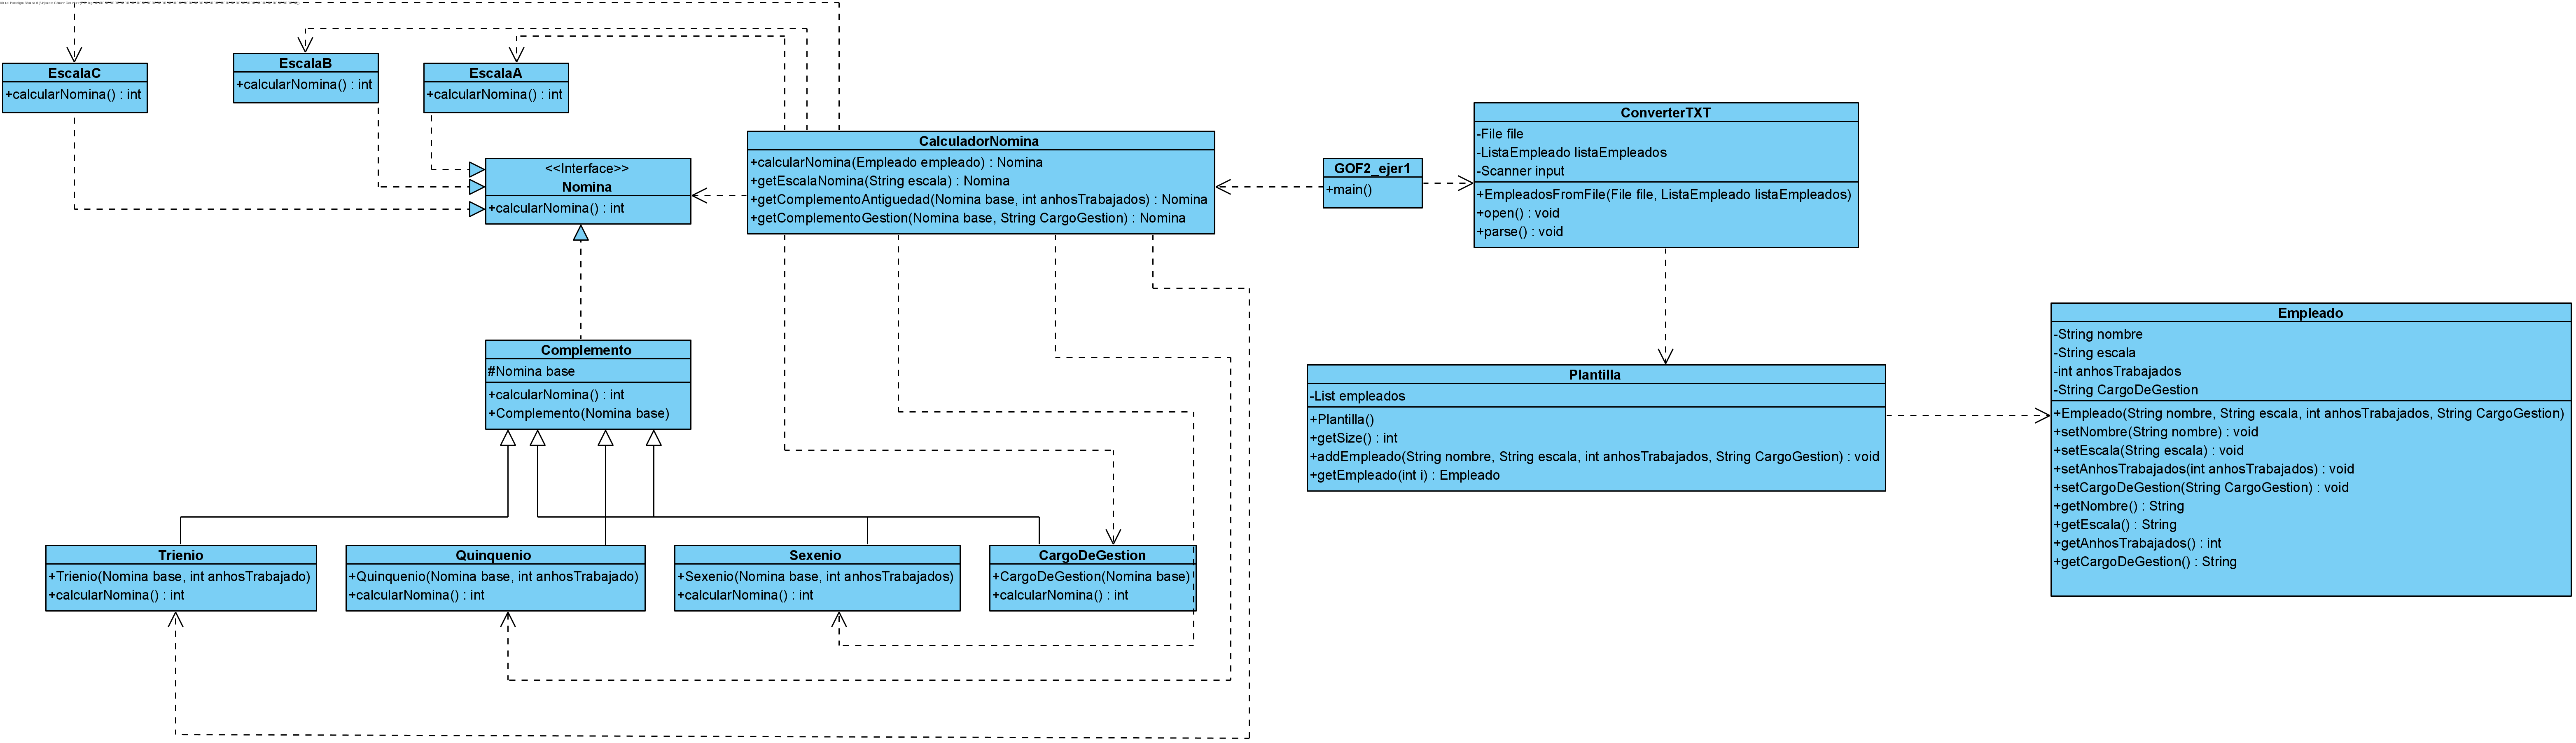 EscalaC
+calcularNomina() : int
EscalaB
+calcularNomina() : int
EscalaA
+calcularNomina() : int
<<Interface>>
Nomina
+calcularNomina() : int
CalculadorNomina
+calcularNomina(Empleado empleado) : Nomina
+getEscalaNomina(String escala) : Nomina
+getComplementoAntiguedad(Nomina base, int anhosTrabajados) : Nomina
+getComplementoGestion(Nomina base, String CargoGestion) : Nomina
GOF2_ejer1
+main()
ConverterTXT
-File file
-ListaEmpleado listaEmpleados
-Scanner input
+EmpleadosFromFile(File file, ListaEmpleado listaEmpleados)
+open() : void
+parse() : void
Complemento
#Nomina base
+calcularNomina() : int
+Complemento(Nomina base)
Plantilla
-List empleados
+Plantilla()
+getSize() : int
+addEmpleado(String nombre, String escala, int anhosTrabajados, String CargoGestion) : void
+getEmpleado(int i) : Empleado
Empleado
-String nombre
-String escala
-int anhosTrabajados
-String CargoDeGestion
+Empleado(String nombre, String escala, int anhosTrabajados, String CargoGestion)
+setNombre(String nombre) : void
+setEscala(String escala) : void
+setAnhosTrabajados(int anhosTrabajados) : void
+setCargoDeGestion(String CargoGestion) : void
+getNombre() : String
+getEscala() : String
+getAnhosTrabajados() : int
+getCargoDeGestion() : String
Trienio
+Trienio(Nomina base, int anhosTrabajado)
+calcularNomina() : int
Quinquenio
+Quinquenio(Nomina base, int anhosTrabajado)
+calcularNomina() : int
Sexenio
+Sexenio(Nomina base, int anhosTrabajados)
+calcularNomina() : int
CargoDeGestion
+CargoDeGestion(Nomina base)
+calcularNomina() : int